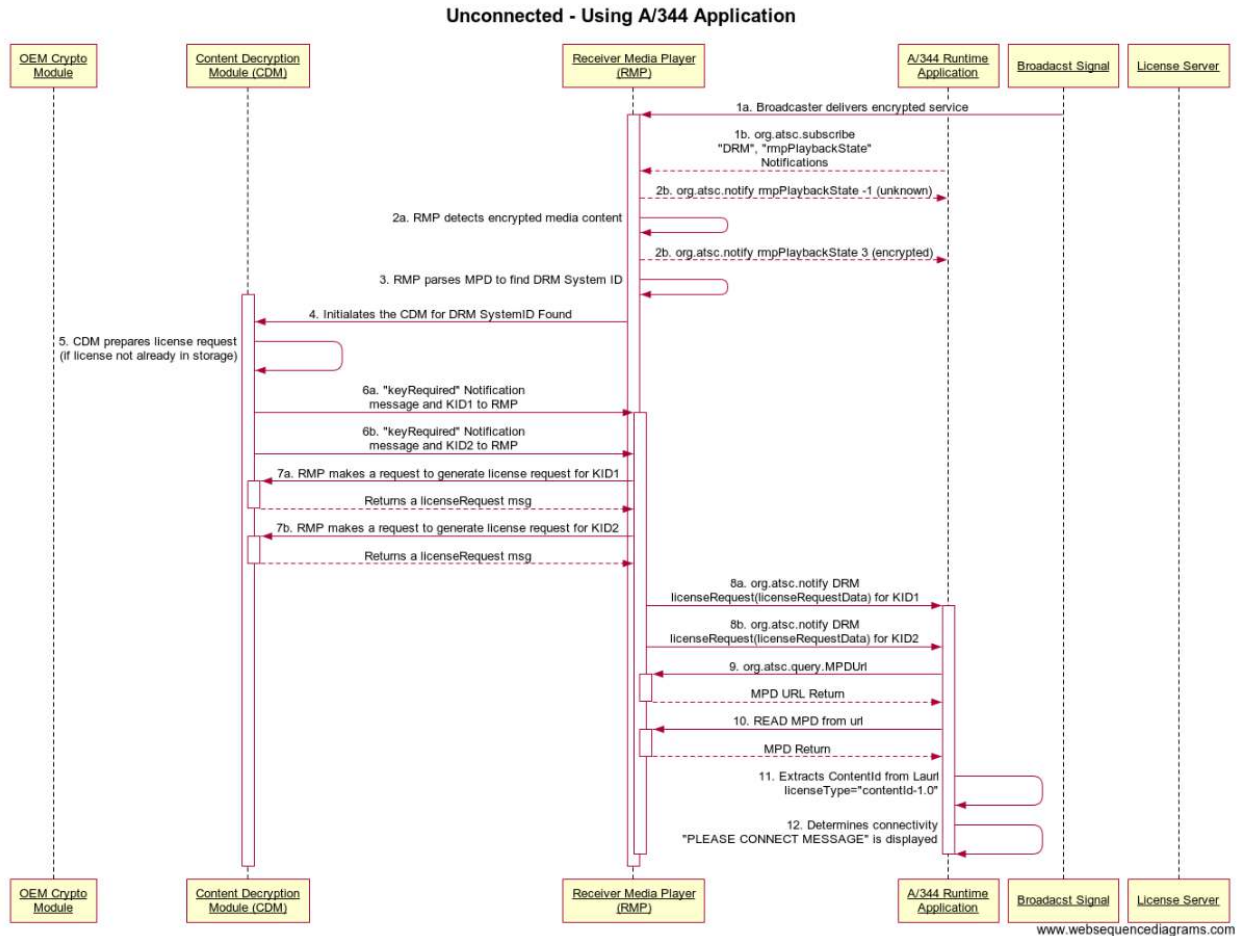 Unconnected - Using A/344 Application
OEM Crypto
Module
Content Decryption
Module (CDM)
Receiver Media Player
(RMP)
A/344 Runtime
Application
Broadacst Signal
License Server
1a. Broadcaster delivers encrypted service
1b. org.atsc.subscribe
"DRM", "rmpPlaybackState"
Notifications
2b. org.atsc.notify rmpPlaybackState -1 (unknown)
2a. RMP detects encrypted media content
2b. org.atsc.notify rmpPlaybackState 3 (encrypted)
3. RMP parses MPD to find DRM System ID
4. Initialates the CDM for DRM SystemID Found
5. CDM prepares license request
(if license not already in storage)
6a. "keyRequired" Notification
message and KID1 to RMP
6b. "keyRequired" Notification
message and KID2 to RMP
7a. RMP makes a request to generate license request for KID1
Returns a licenseRequest msg
7b. RMP makes a request to generate license request for KID2
Returns a licenseRequest msg
8a. org.atsc.notify DRM
licenseRequest(licenseRequestData) for KID1
8b. org.atsc.notify DRM
licenseRequest(licenseRequestData) for KID2
9. org.atsc.query.MPDUrl
MPD URL Return
10. READ MPD from url
MPD Return
11. Extracts ContentId from Laurl
licenseType="contentId-1.0"
12. Determines connectivity
"PLEASE CONNECT MESSAGE" is displayed
OEM Crypto
Module
Content Decryption
Module (CDM)
Receiver Media Player
(RMP)
A/344 Runtime
Application
Broadacst Signal
License Server
www.websequencediagrams.com